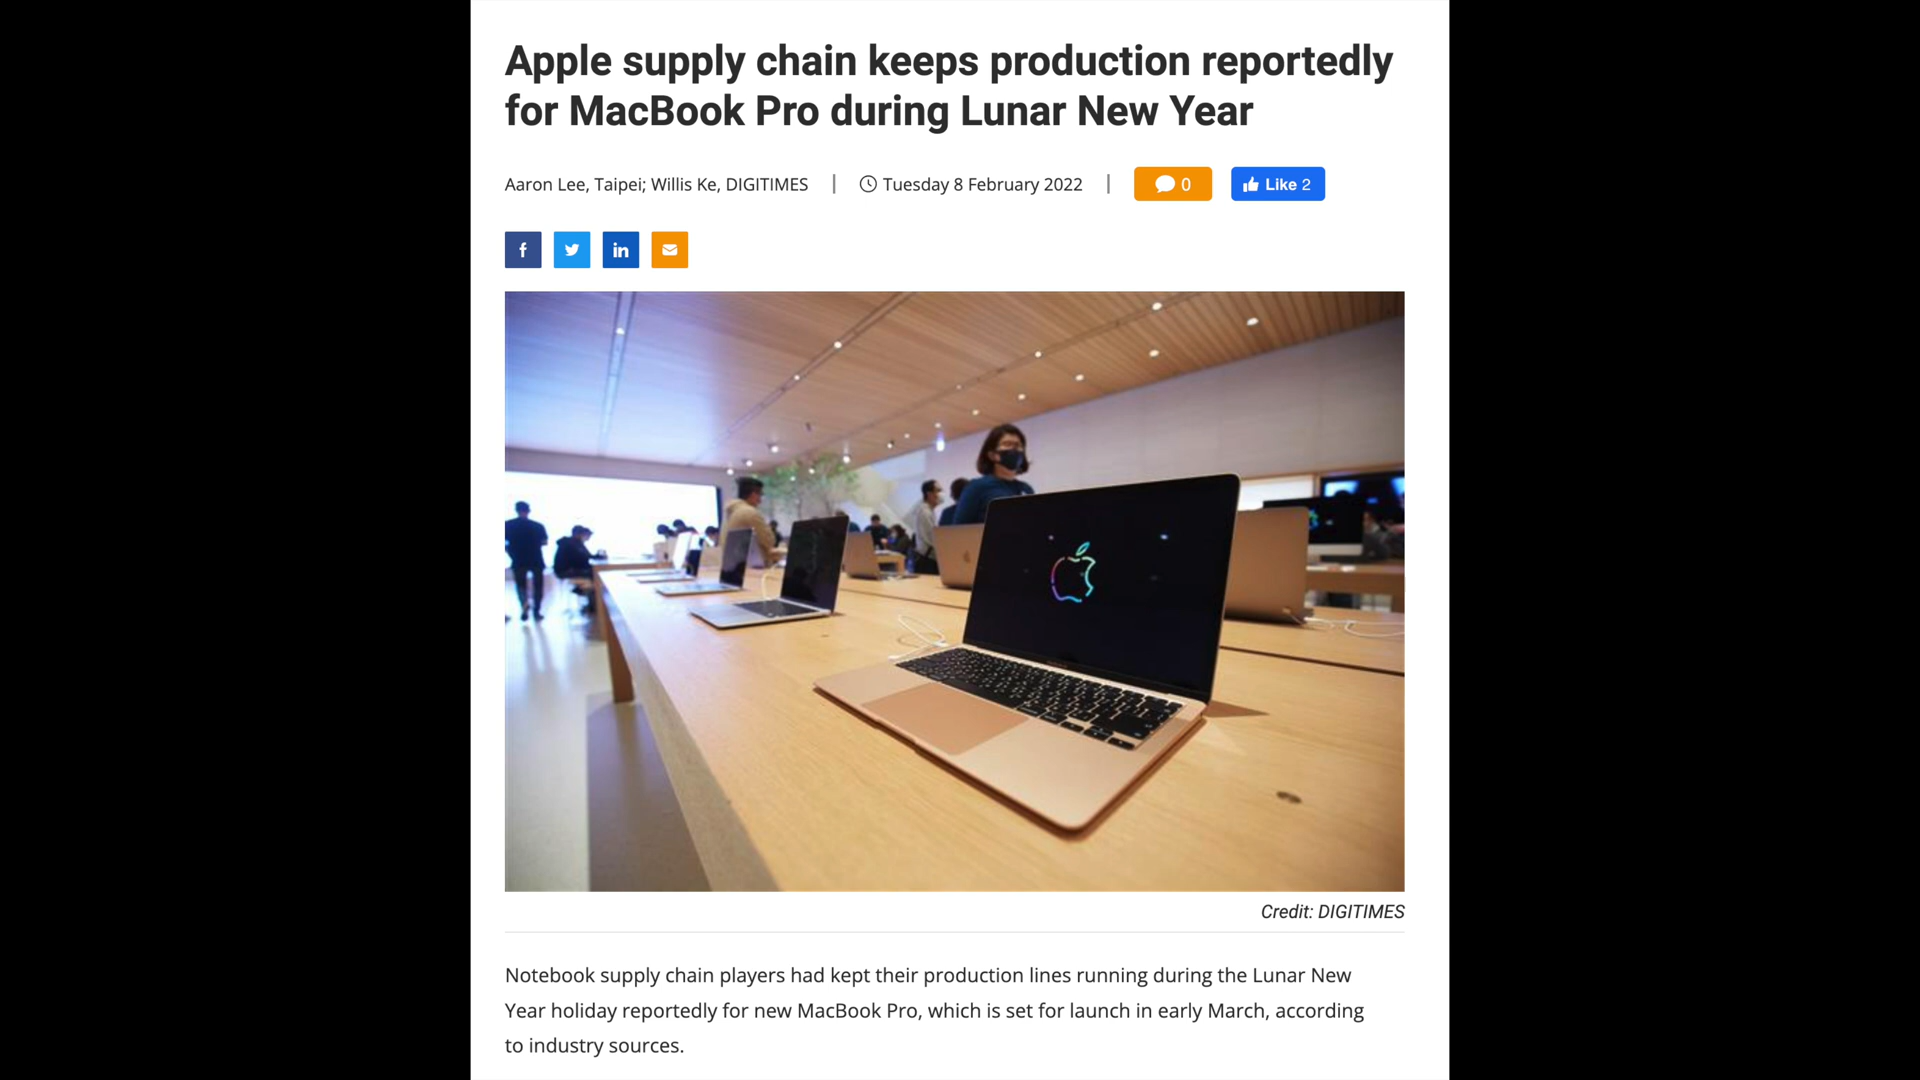 Apple supply chain keeps production reportedly
for MacBook Pro during Lunar New Year
Aaron Lee, Taipei; Willis Ke, DIGITIMES | Tuesday 8 February 2022 | 0 Like 2
f in
Credit: DIGITIMES
Notebook supply chain players had kept their production lines running during the Lunar New
Year holiday reportedly for new MacBook Pro, which is set for launch in early March, according
to industry sources.